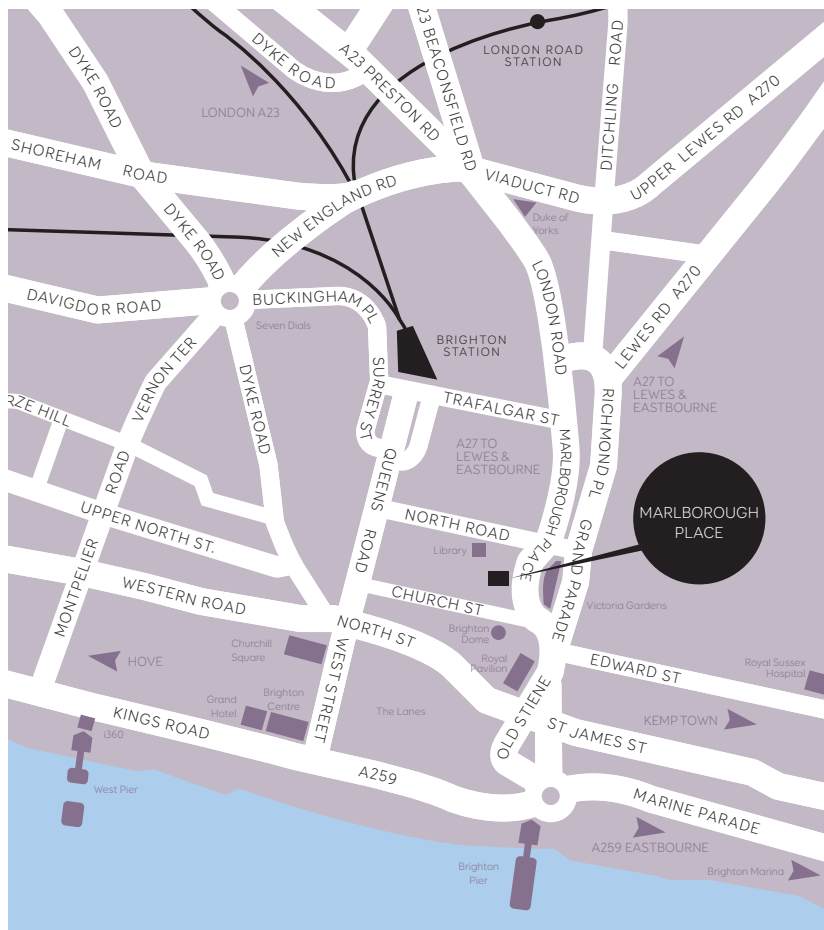 A23 PRESTON RD
23 BEACONSFIELD RD
DYKE ROAD
DYKE ROAD
LONDON ROAD
STATION
DITCHLING ROAD
UPPER LEWES RD A270
LONDON A23
SHOREHAM ROAD
VIADUCT RD
NEW ENGLAND RD
DYKE ROAD
Duke of
Yorks
LEWES RD A270
DAVIGDOR ROAD
BUCKINGHAM PL
Seven Dials
LONDON ROAD
BRIGHTON
STATION
VERNON TER
DYKE ROAD
SURREY ST
TRAFALGAR ST
RICHMOND PL
A27 TO
LEWES &
EASTBOURNE
RZE HILL
A27 TO
LEWES &
EASTBOURNE
MARLBOROUGH PLACE
QUEENS ROAD
MONTPELIER ROAD
UPPER NORTH ST.
NORTH ROAD
MARLBOROUGH
PLACE
GRAND PARADE
Library
WESTERN ROAD
CHURCH ST
Victoria Gardens
NORTH ST
Brighton
Dome
Churchill
Square
WEST STREET
Royal
Pavilion
HOVE
EDWARD ST
Royal Sussex
Hospital
Grand
Hotel
Brighton
Centre
The Lanes
OLD STIENE
KEMP TOWN
KINGS ROAD
i360
ST JAMES ST
A259
West Pier
MARINE PARADE
A259 EASTBOURNE
Brighton
Pier
Brighton Marina